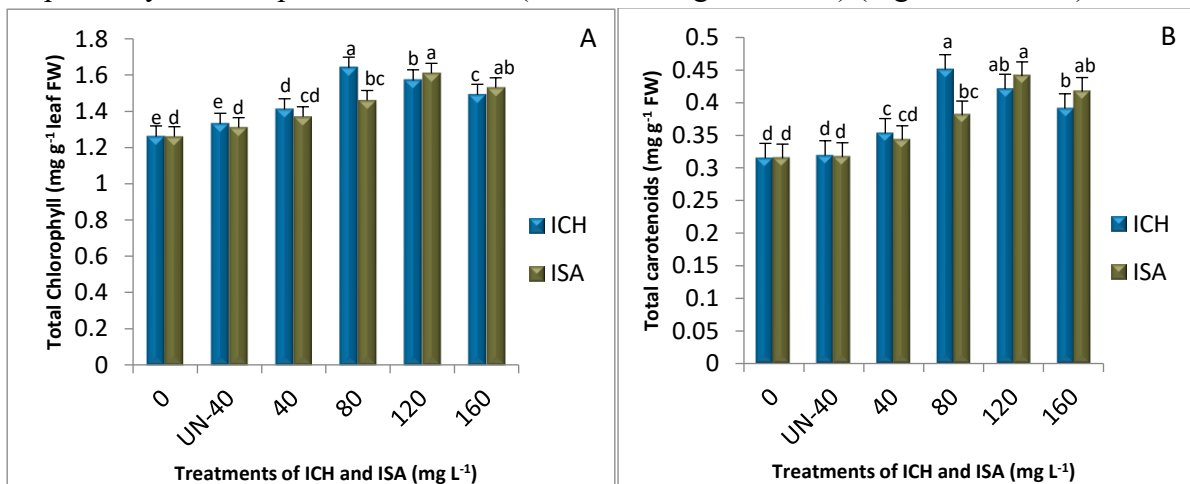 A
Total Chlorophyll (mg g⁻¹ leaf FW)
1.8
1.6
1.4
1.2
1
0.8
0.6
0.4
0.2
0
e d e d d cd a bc b a c ab
0 UN-40 40 80 120 160
Treatments of ICH and ISA (mg L⁻¹)
ICH
ISA
B
Total carotenoids (mg g⁻¹ FW)
0.5
0.45
0.4
0.35
0.3
0.25
0.2
0.15
0.1
0.05
0
d d d d c cd a bc ab a b ab
0 UN-40 40 80 120 160
Treatments of ICH and ISA (mg L⁻¹)
ICH
ISA